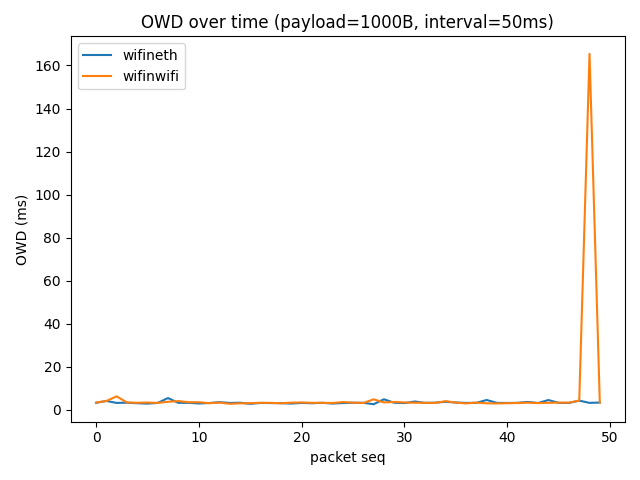 OWD over time (payload=1000B, interval=50ms)
wifineth
wifinwifi
160
140
120
100
80
60
40
20
0
OWD (ms)
0 10 20 30 40 50
packet seq